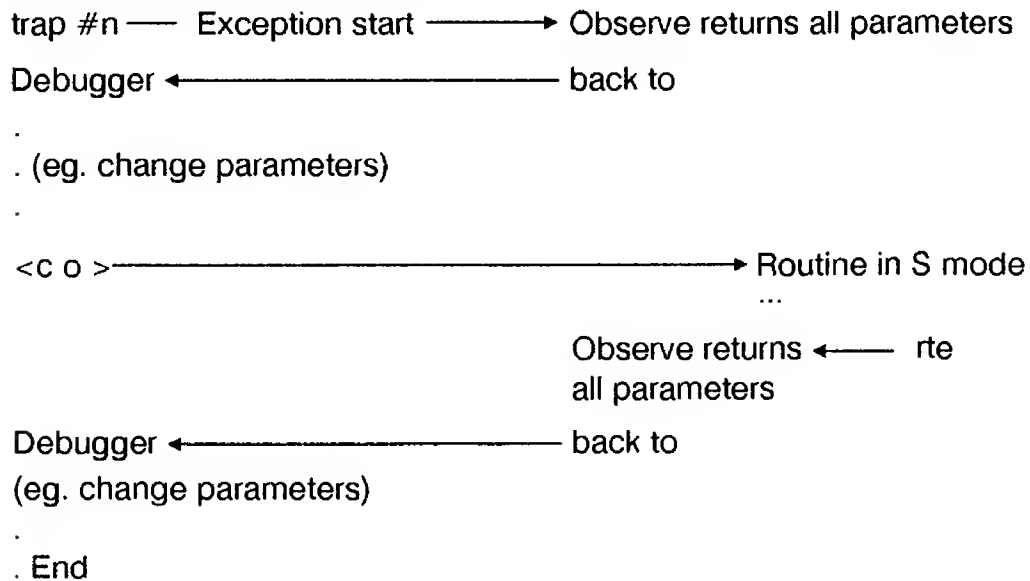 trap #n Exception start Observe returns all parameters
Debugger back to
.
. (eg. change parameters)
.
<c o > Routine in S mode
...
Observe returns rte
all parameters
Debugger back to
(eg. change parameters)
.
. End